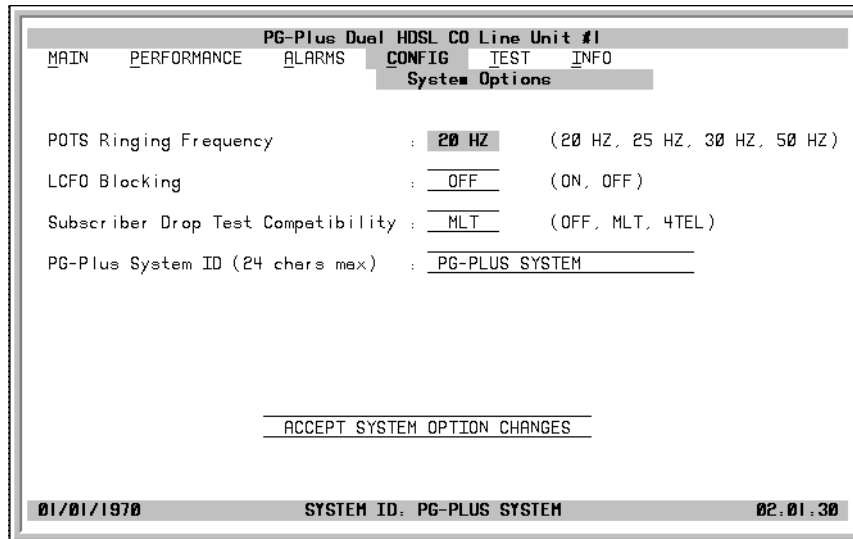 PG-Plus Dual HDSL CO Line Unit #1
MAIN PERFORMANCE ALARMS CONFIG TEST INFO
System Options
POTS Ringing Frequency : 20 HZ (20 HZ, 25 HZ, 30 HZ, 50 HZ)
LCFO Blocking : OFF (ON, OFF)
Subscriber Drop Test Compatibility : MLT (OFF, MLT, 4TEL)
PG-Plus System ID (24 chars max) : PG-PLUS SYSTEM
ACCEPT SYSTEM OPTION CHANGES
01/01/1970 SYSTEM ID: PG-PLUS SYSTEM 02:01:30